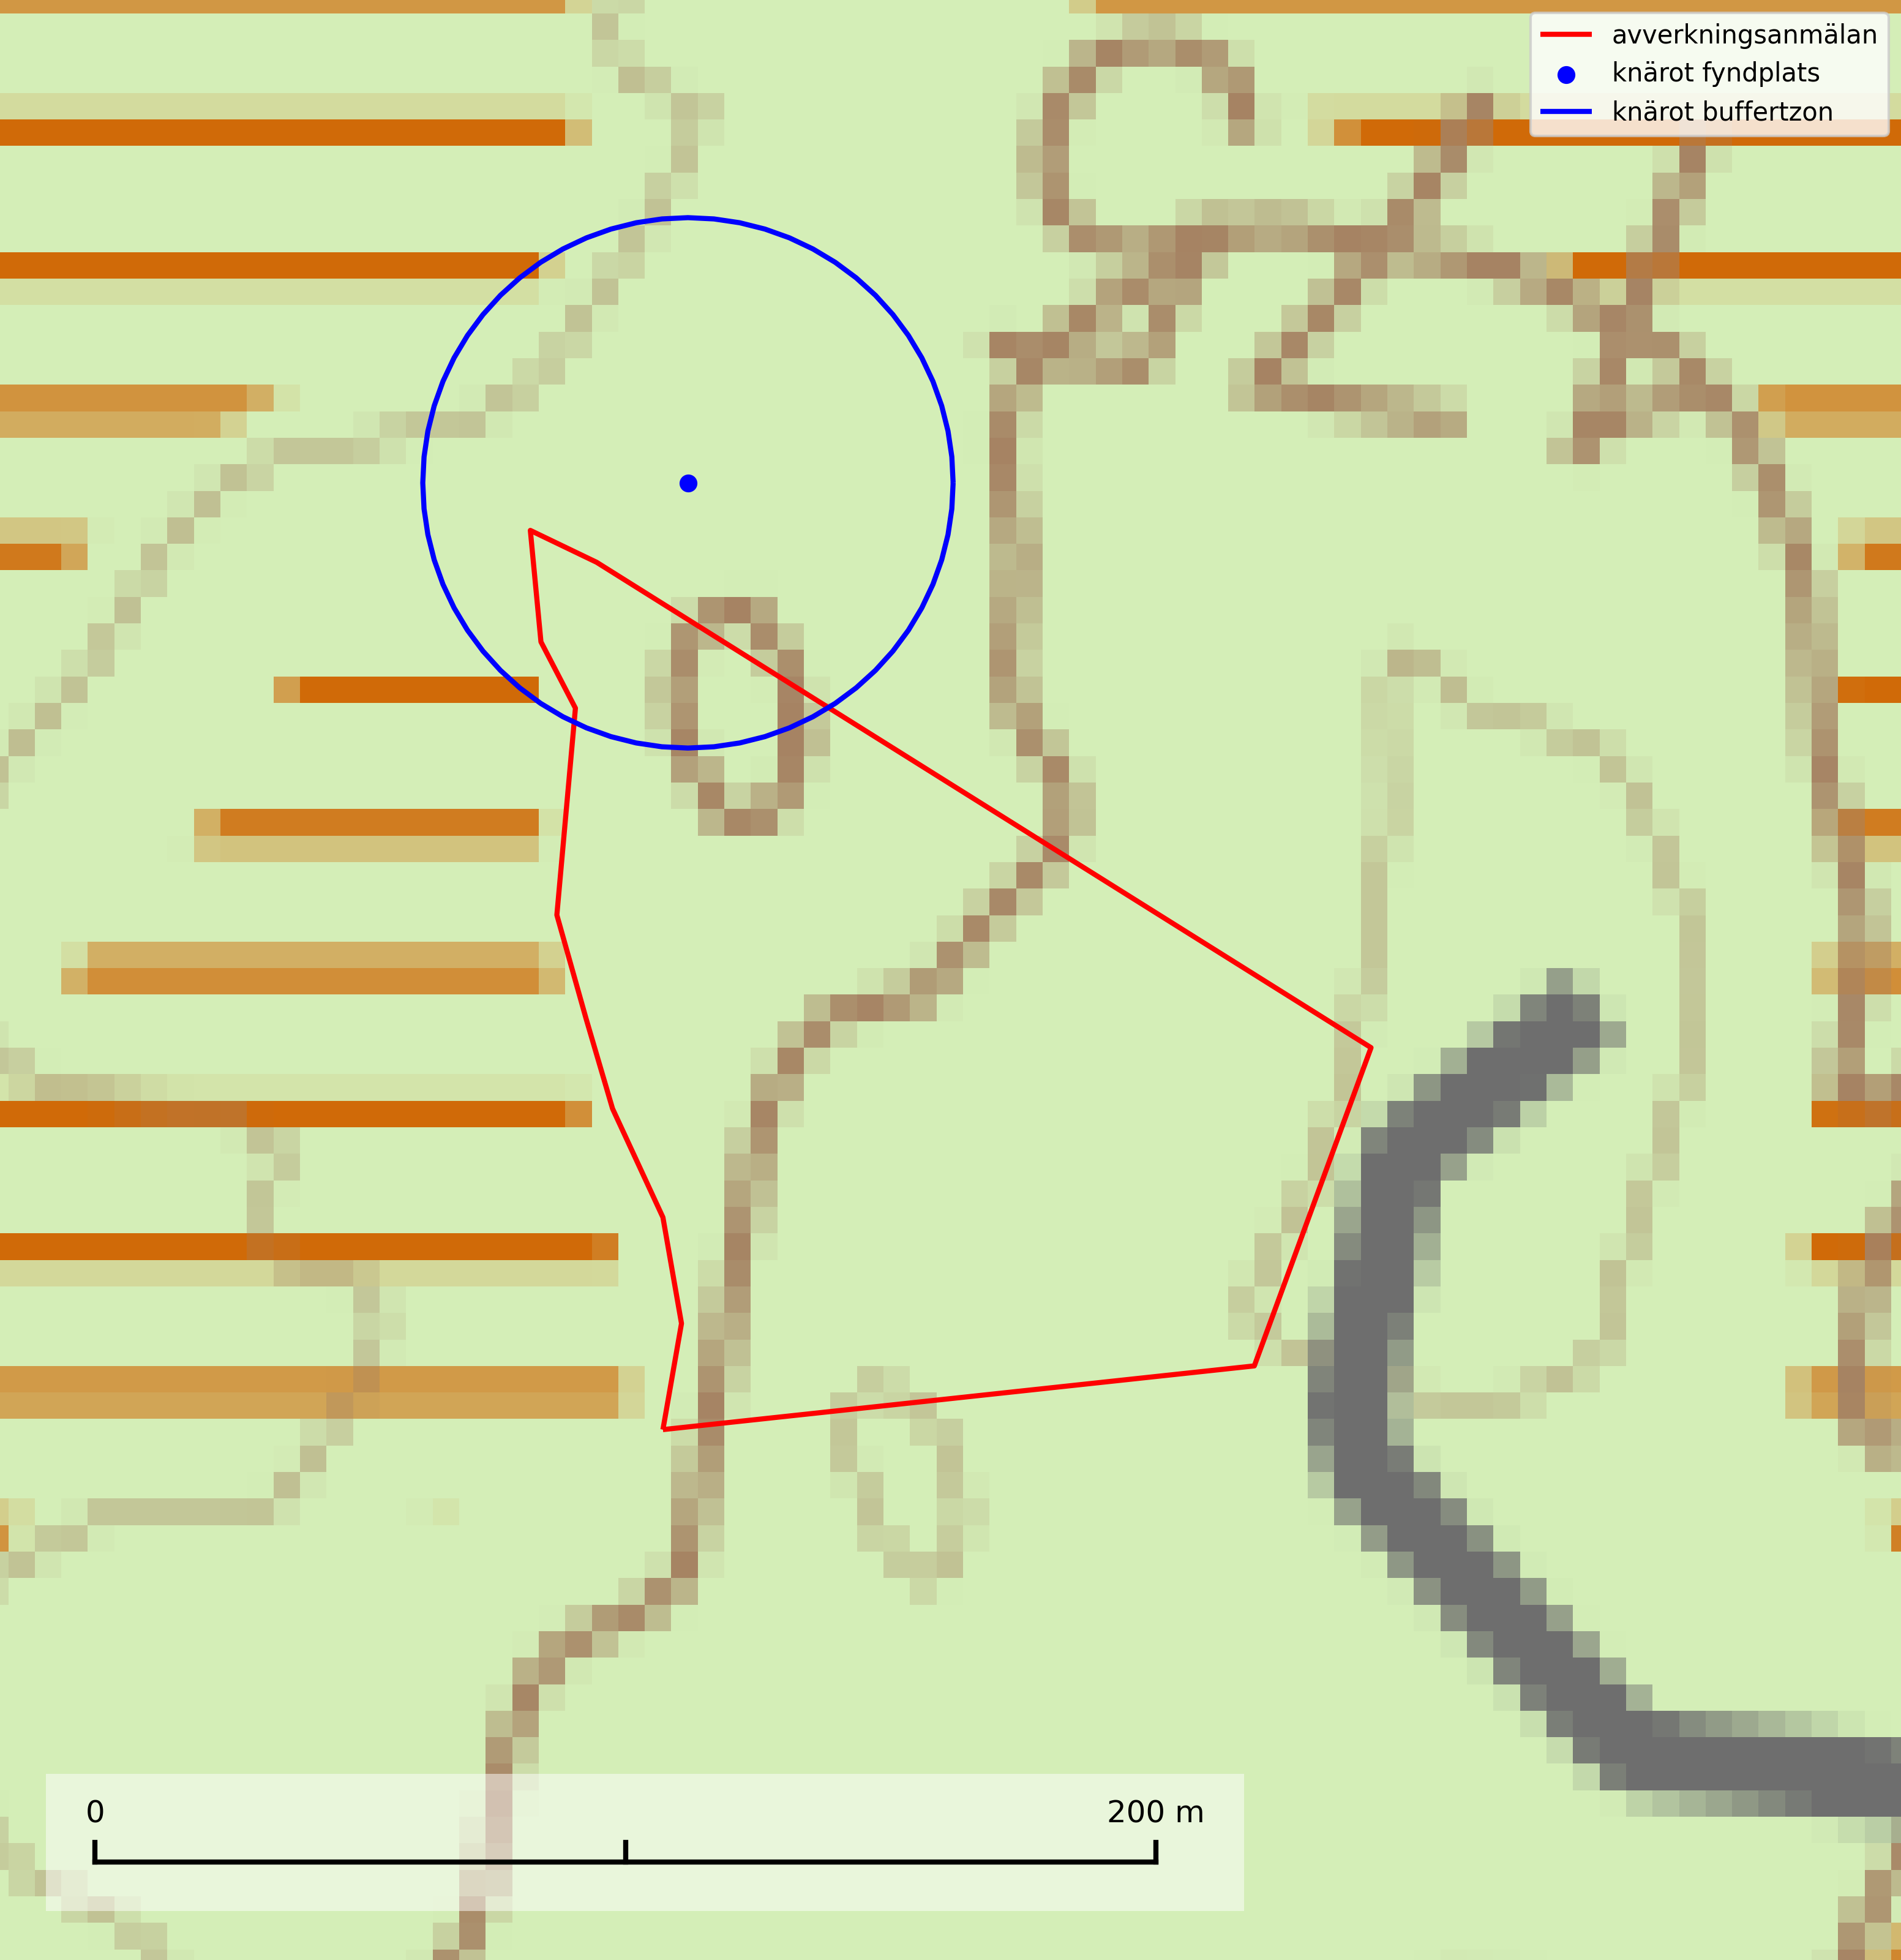 avverkningsanmälan
knärot fyndplats
knärot buffertzon
0
200 m